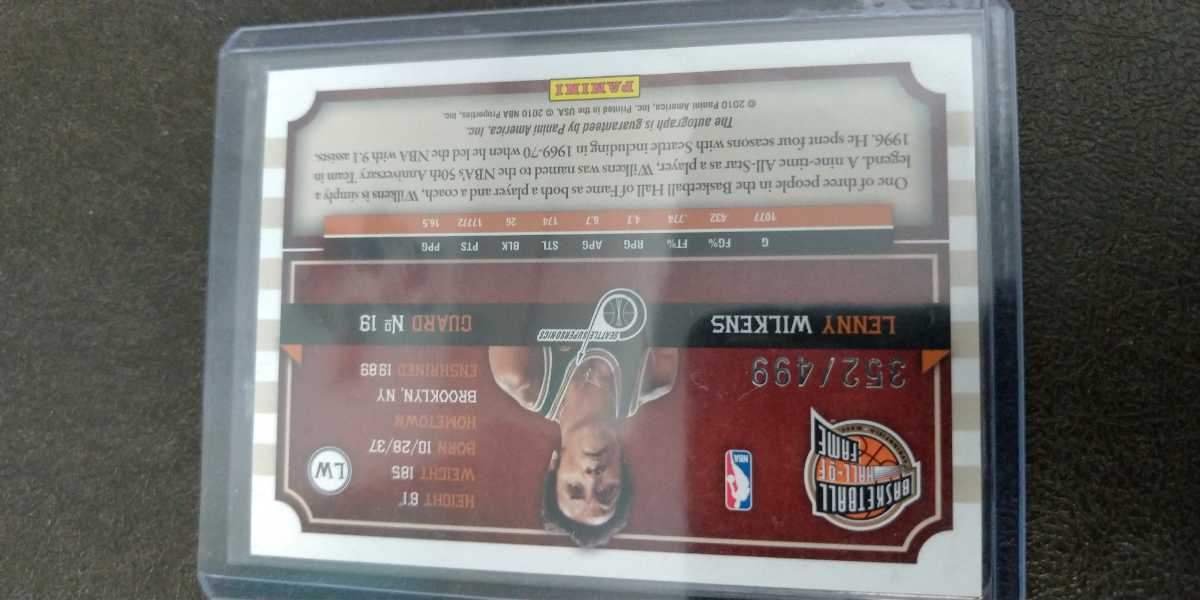 BASKETBALL
HALL-OF-
FAME
NBA
HEIGHT 6'1"
WEIGHT 185
BORN 10/28/37
HOMETOWN
BROOKLYN, NY
ENSHRINED 1989
LW
352/499
SEATTLE SUPERSONICS
LENNY WILKENS
GUARD No 19
G FG% FT% RPG APG STL BLK PTS PPG
1077 .432 .774 4.7 6.7 174 26 17772 16.5
One of three people in the Basketball Hall of Fame as both a player and a coach, Wilkens is simply a
legend. A nine-time All-Star as a player, Wilkens was named to the NBA's 50th Anniversary Team in
1996. He spent four seasons with Seattle including in 1969-70 when he led the NBA with 9.1 assists.
The autograph is guaranteed by Panini America, Inc.
© 2010 Panini America, Inc. Printed in the USA. © 2010 NBA Properties, Inc.
PANINI